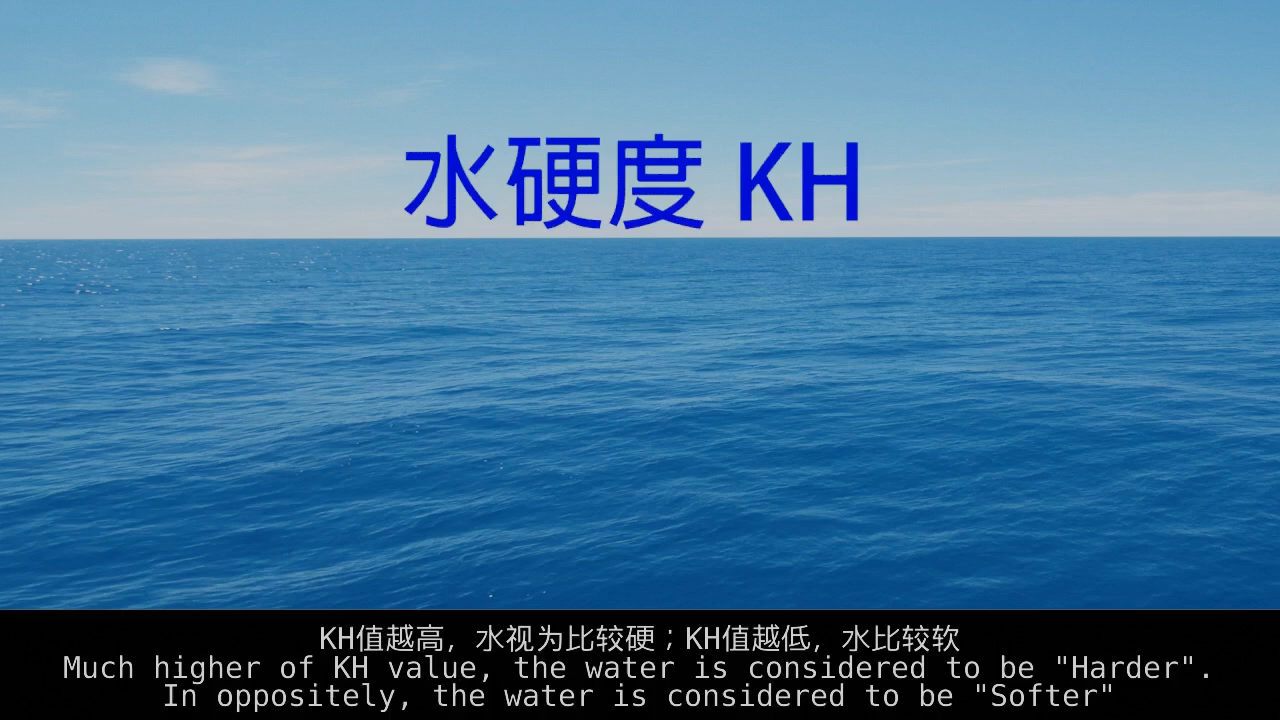 水硬度 KH
KH值越高，水视为比较硬；KH值越低，水比较软
Much higher of KH value, the water is considered to be "Harder".
In oppositely, the water is considered to be "Softer"